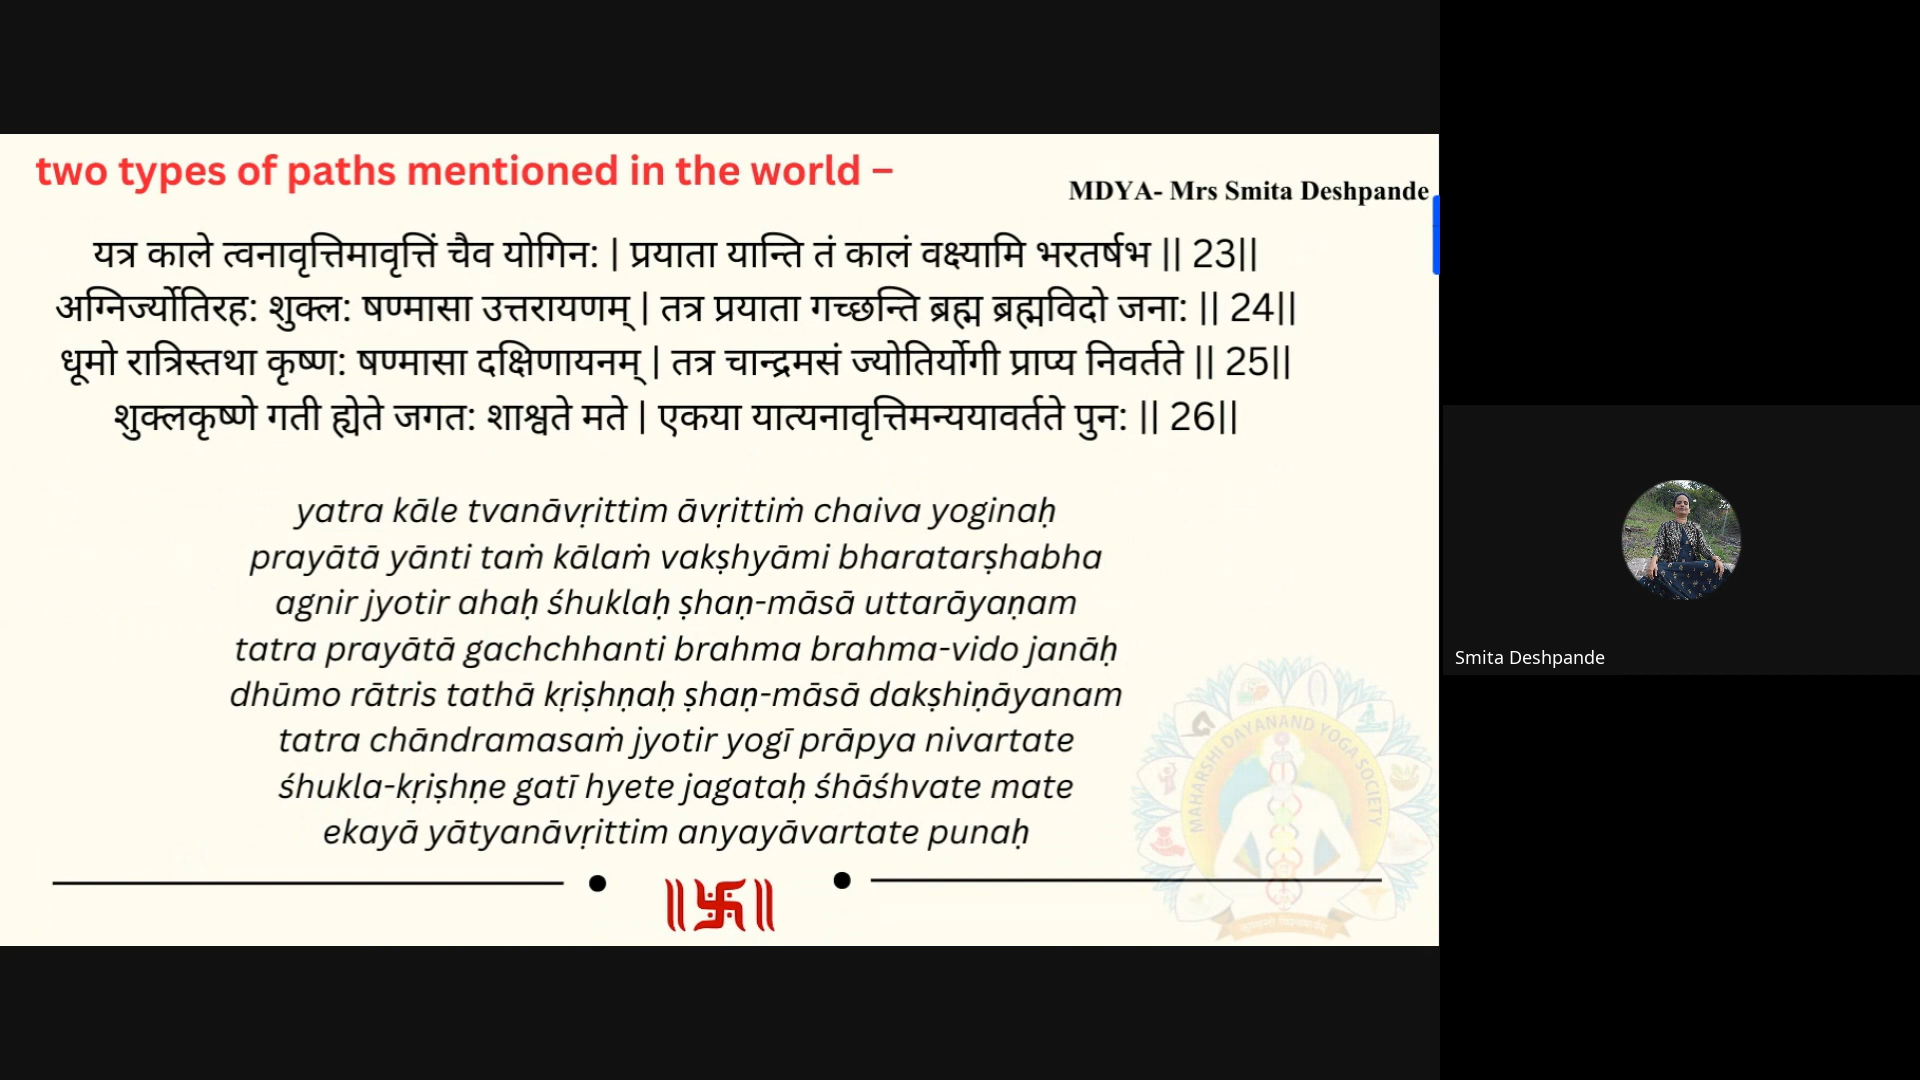 two types of paths mentioned in the world –
MDYA- Mrs Smita Deshpande
यत्र काले त्वनावृत्तिमावृत्तिं चैव योगिन: | प्रयाता यान्ति तं कालं वक्ष्यामि भरतर्षभ || 23||
अग्निर्ज्योतिरह: शुक्ल: षण्मासा उत्तरायणम् | तत्र प्रयाता गच्छन्ति ब्रह्म ब्रह्मविदो जना: || 24||
धूमो रात्रिस्तथा कृष्ण: षण्मासा दक्षिणायनम् | तत्र चान्द्रमसं ज्योतिर्योगी प्राप्य निवर्तते || 25||
शुक्लकृष्णे गती ह्येते जगत: शाश्वते मते | एकया यात्यनावृत्तिमन्ययावर्तते पुन: || 26||
yatra kāle tvanāvṛittim āvṛittiṁ chaiva yoginaḥ
prayātā yānti taṁ kālaṁ vakṣhyāmi bharatarṣhabha
agnir jyotir ahaḥ śhuklaḥ ṣhaṇ-māsā uttarāyaṇam
tatra prayātā gachchhanti brahma brahma-vido janāḥ
dhūmo rātris tathā kṛiṣhṇaḥ ṣhaṇ-māsā dakṣhiṇāyanam
tatra chāndramasaṁ jyotir yogī prāpya nivartate
śhukla-kṛiṣhṇe gatī hyete jagataḥ śhāśhvate mate
ekayā yātyanāvṛittim anyayāvartate punaḥ
MAHARSHI DAYANAND YOGA SOCIETY
||卐||
Smita Deshpande